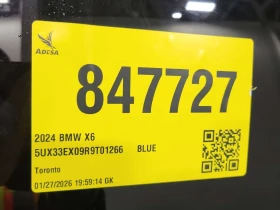 ADESA
847727
2024 BMW X6
5UX33EX09R9T01266 BLUE
Toronto
01/27/2026 19:59:14 GK